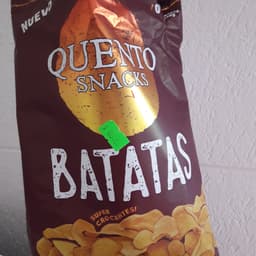 NUEVO
QUENTO
SNACKS
BATATAS
SUPER CROCANTES!